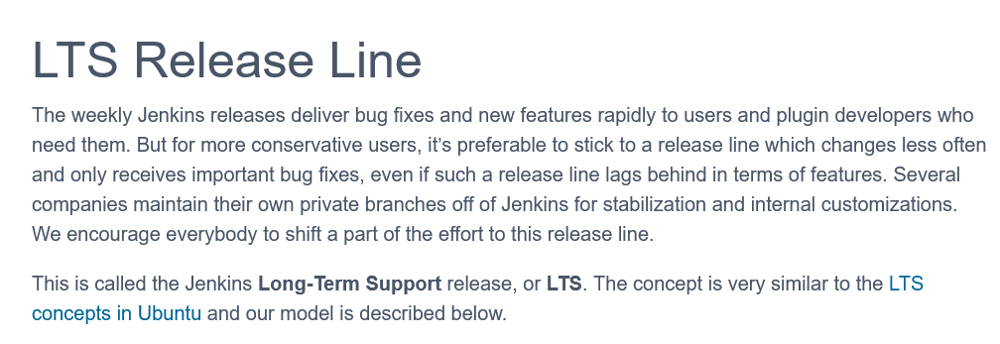 LTS Release Line
The weekly Jenkins releases deliver bug fixes and new features rapidly to users and plugin developers who
need them. But for more conservative users, it’s preferable to stick to a release line which changes less often
and only receives important bug fixes, even if such a release line lags behind in terms of features. Several
companies maintain their own private branches off of Jenkins for stabilization and internal customizations.
We encourage everybody to shift a part of the effort to this release line.
This is called the Jenkins Long-Term Support release, or LTS. The concept is very similar to the LTS
concepts in Ubuntu and our model is described below.